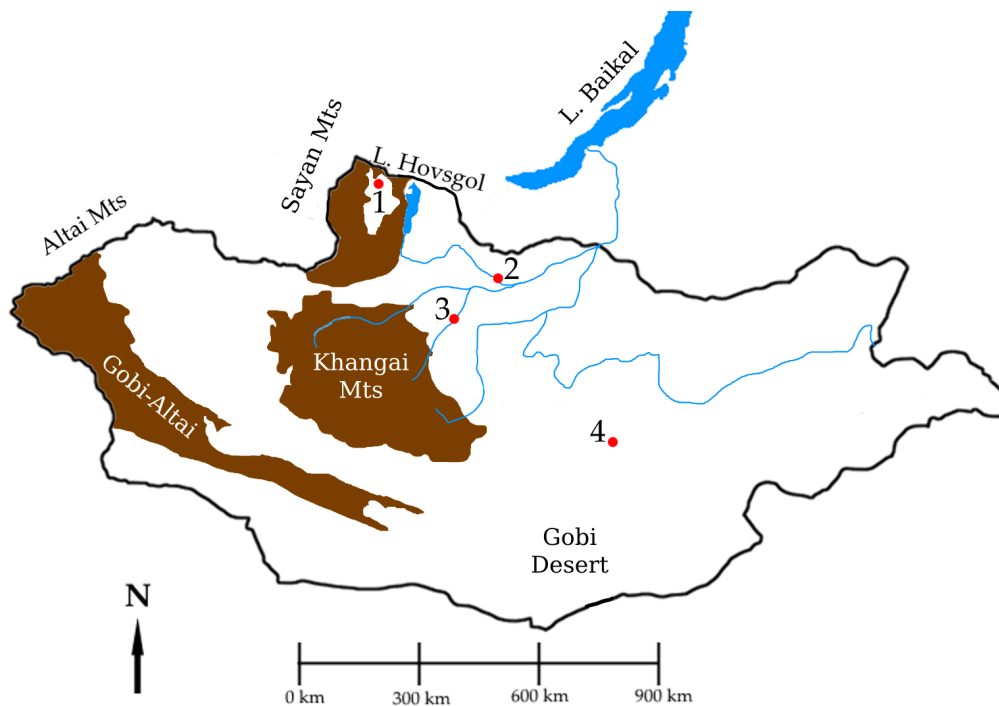 L. Baikal
Sayan Mts
L. Hovsgol
1
Altai Mts
2
3
Khangai
Mts
Gobi-Altai
4
Gobi
Desert
N
0 km
300 km
600 km
900 km